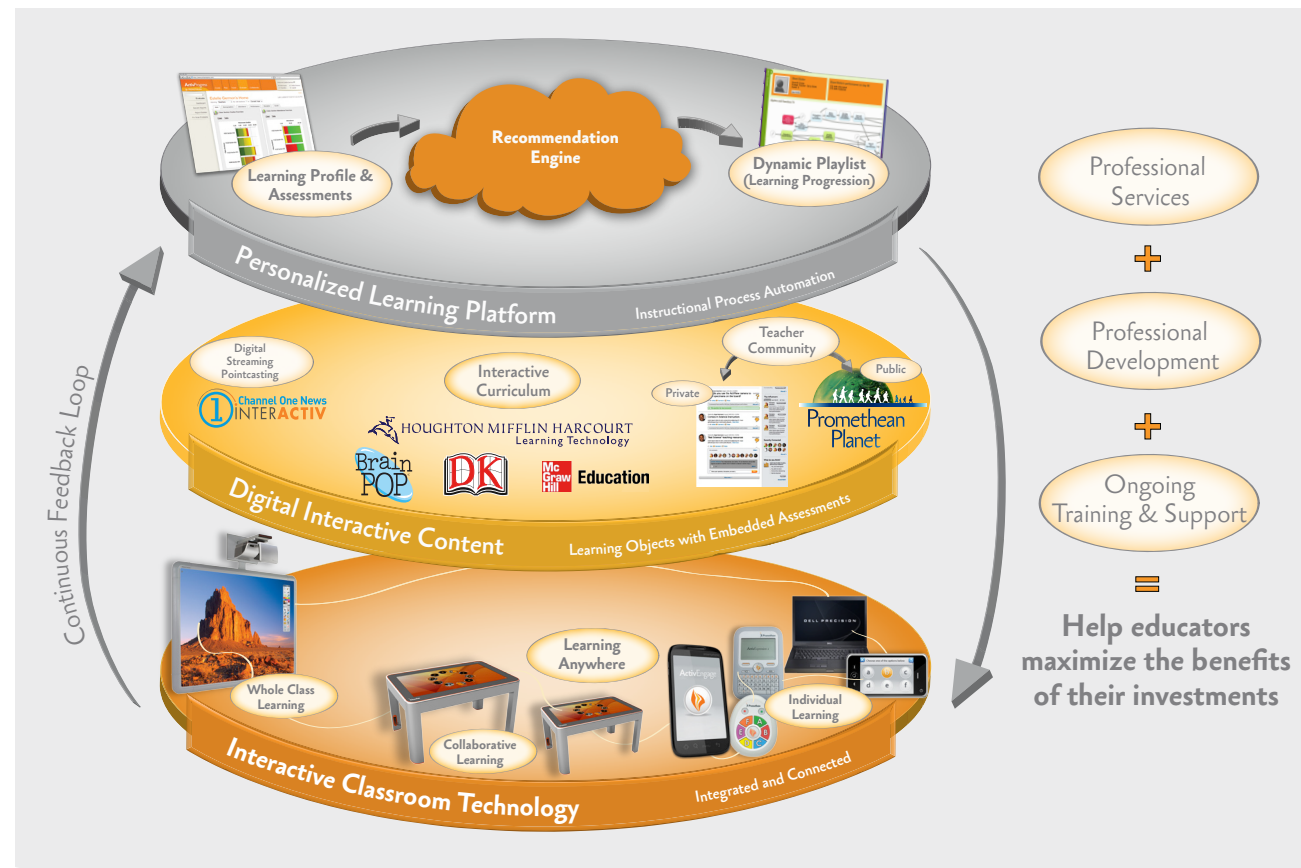 Recommendation
Engine
Learning Profile &
Assessments
Dynamic Playlist
(Learning Progression)
Personalized Learning Platform
Instructional Process Automation
Continuous Feedback Loop
Digital
Streaming
Pointcasting
Channel One News
INTERACTIV
Interactive
Curriculum
Teacher
Community
Private
Public
Promethean
Planet
HOUGHTON MIFFLIN HARCOURT
Learning Technology
Brain
POP
DK
Mc
Graw
Hill
Education
Digital Interactive Content
Learning Objects with Embedded Assessments
Whole Class
Learning
Collaborative
Learning
Learning
Anywhere
ActivEngage
DELL PRECISION
Individual
Learning
Interactive Classroom Technology
Integrated and Connected
Professional
Services
+
Professional
Development
+
Ongoing
Training & Support
=
Help educators
maximize the benefits
of their investments